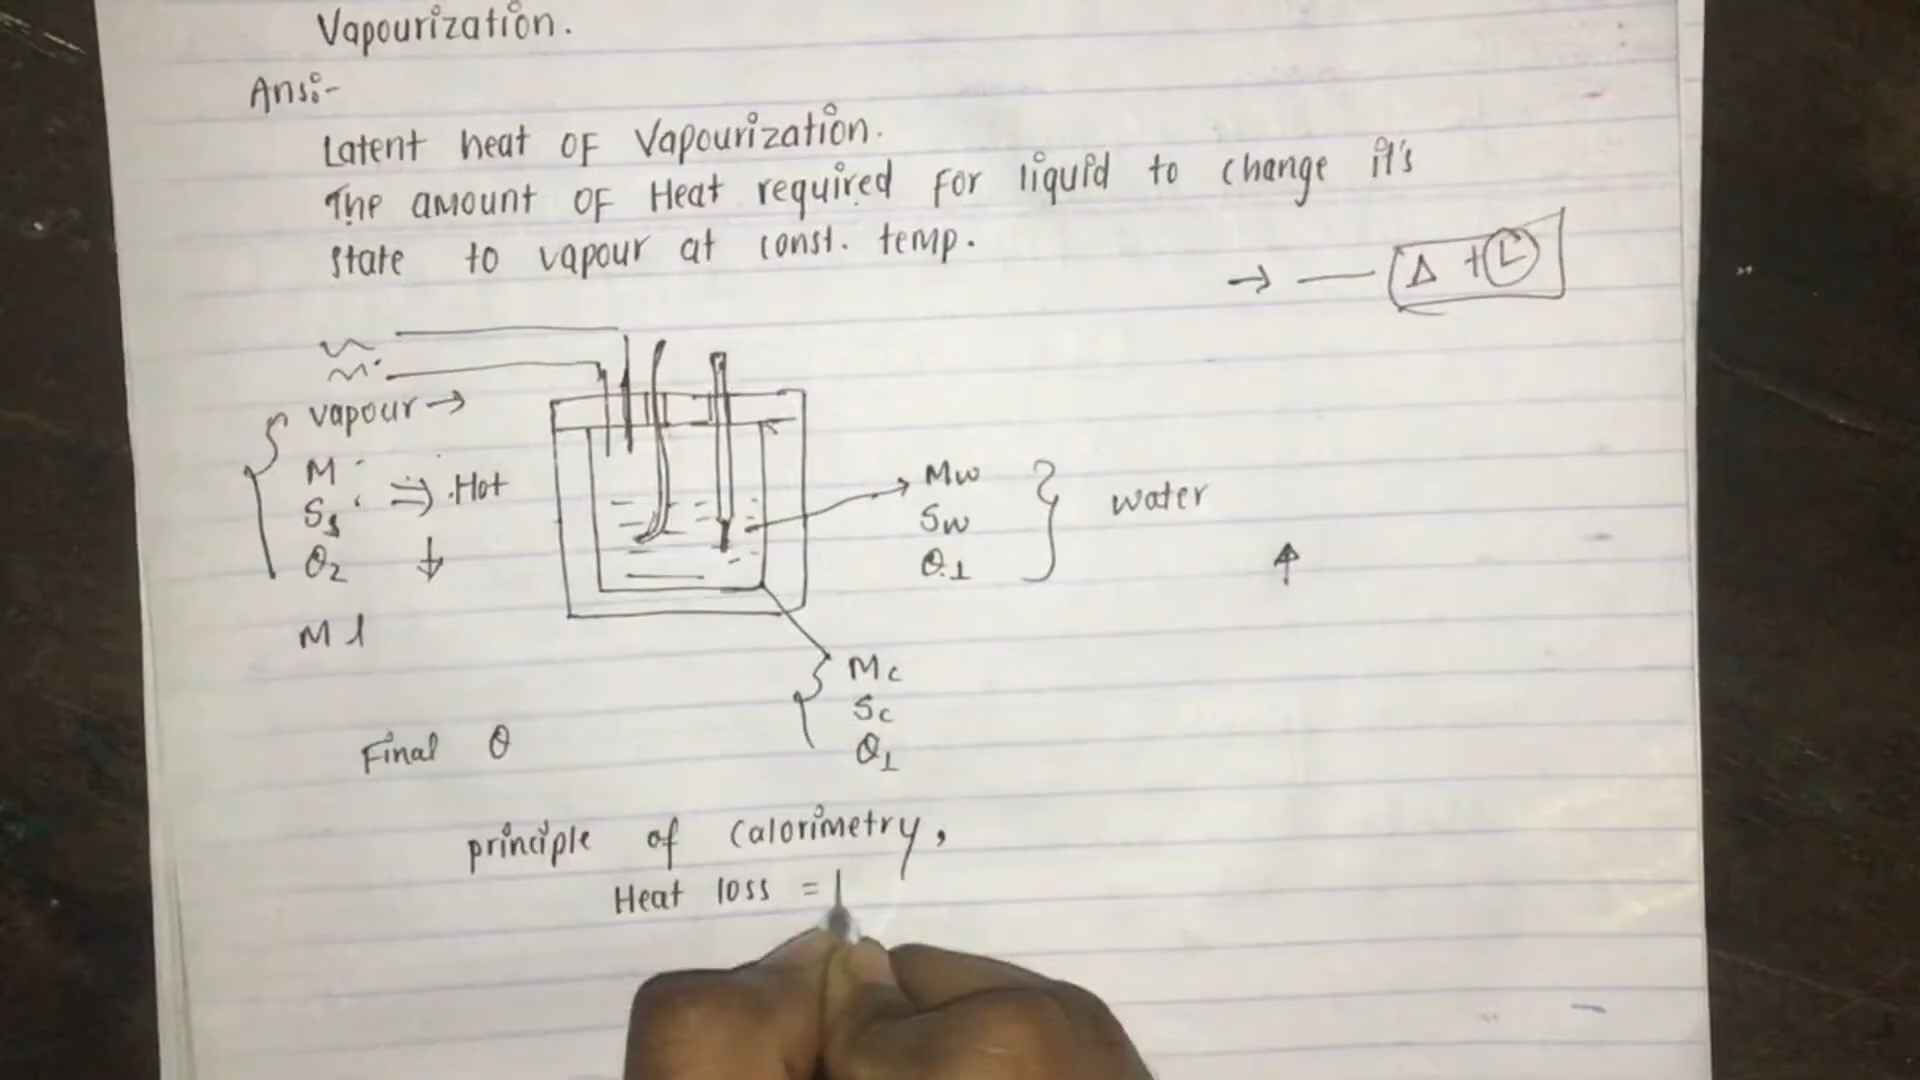 Vapourization.
Ans:-
Latent heat of Vapourization.
The amount of Heat required for liquid to change it's
state to vapour at const. temp.
→ — Δ + L
vapour →
M
Ss ⇒ Hot
θ2 ↓
M l
Mw
Sw
θ1
water
↑
Mc
Sc
θ1
Final θ
principle of calorimetry,
Heat loss =